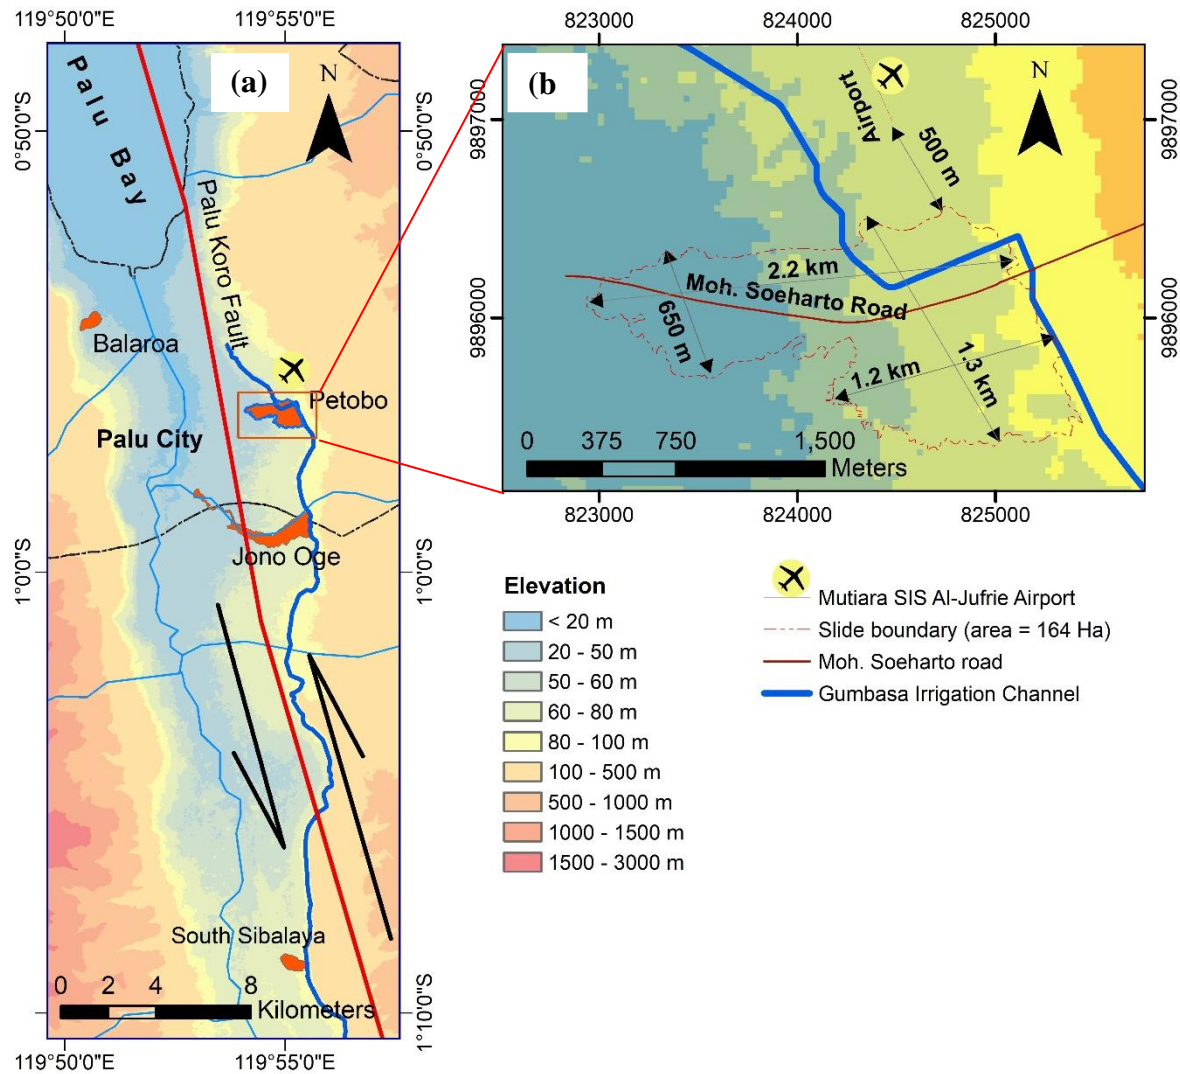 119°50'0"E
119°55'0"E
(a)
N
Palu Bay
0°50'0"S
0°50'0"S
Palu Koro Fault
Balaroa
Petobo
Palu City
Jono Oge
1°0'0"S
1°0'0"S
South Sibalaya
0 2 4 8
Kilometers
1°10'0"S
119°50'0"E
119°55'0"E
823000
824000
825000
(b)
N
Airport
500 m
9897000
9897000
2.2 km
Moh. Soeharto Road
650 m
9896000
9896000
1.2 km
1.3 km
0 375 750 1,500
Meters
823000
824000
825000
Elevation
< 20 m
20 - 50 m
50 - 60 m
60 - 80 m
80 - 100 m
100 - 500 m
500 - 1000 m
1000 - 1500 m
1500 - 3000 m
Mutiara SIS Al-Jufrie Airport
Slide boundary (area = 164 Ha)
Moh. Soeharto road
Gumbasa Irrigation Channel